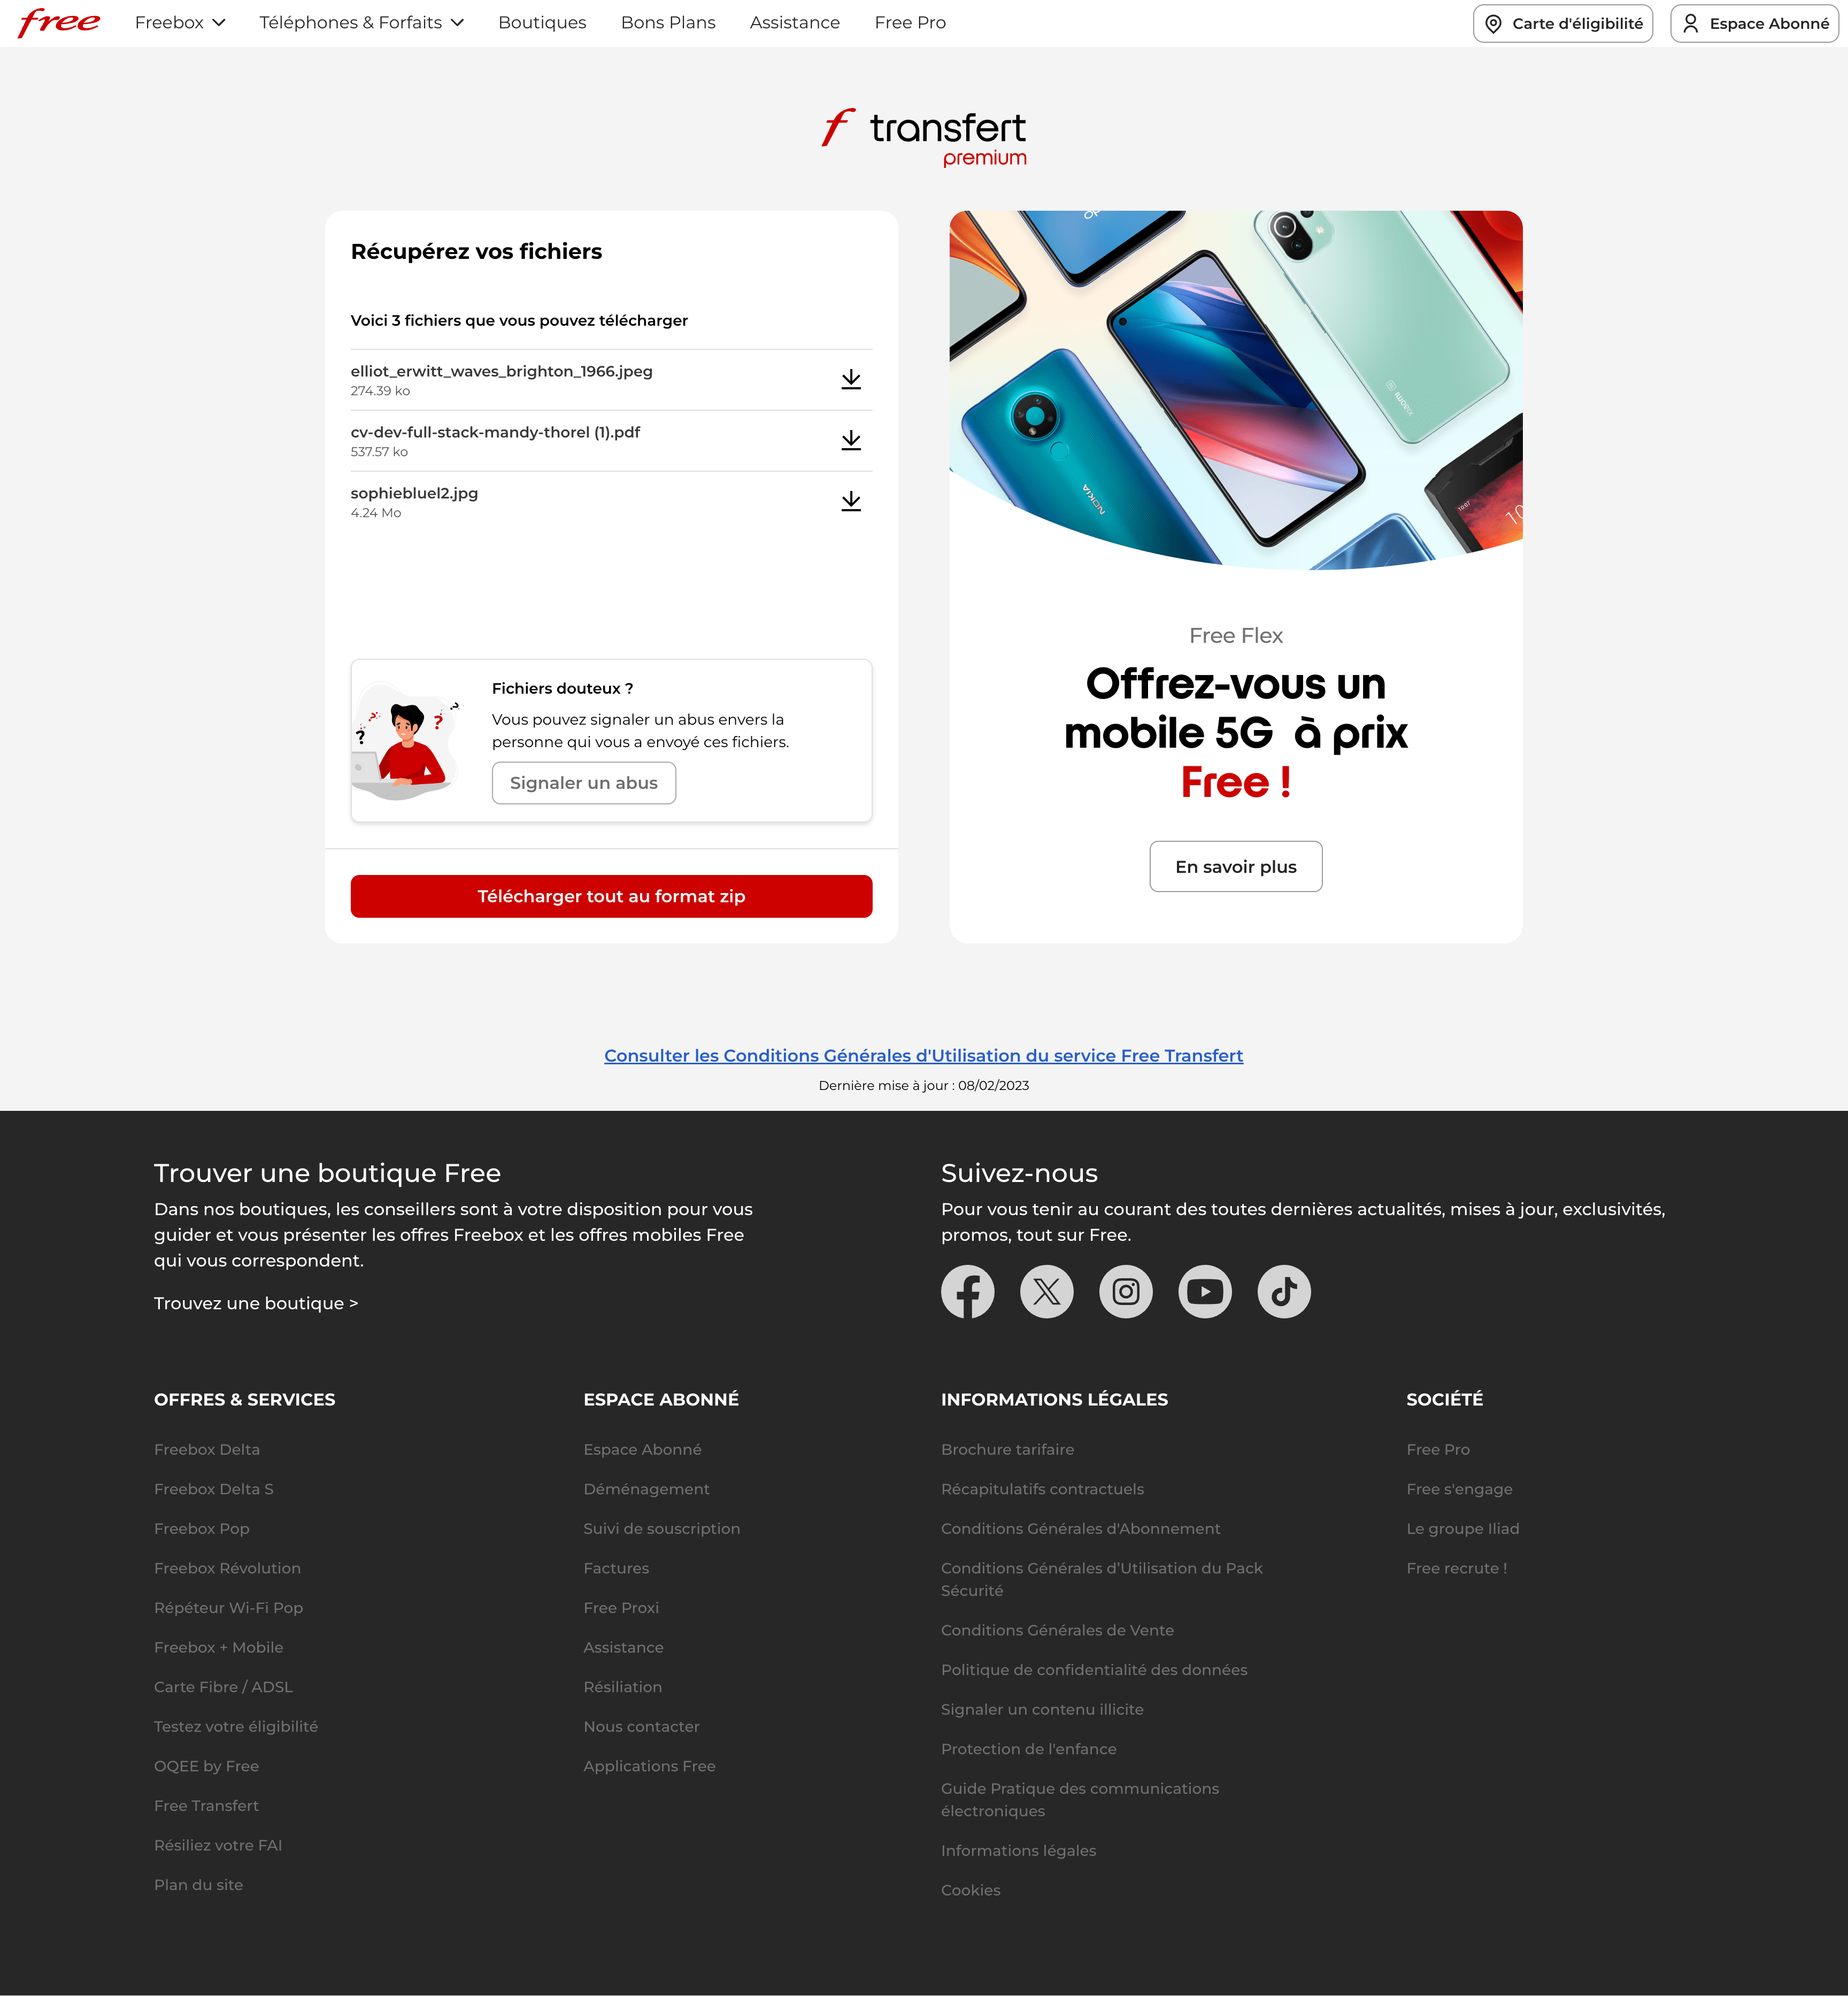 free
Freebox
Téléphones & Forfaits
Boutiques
Bons Plans
Assistance
Free Pro
Carte d'éligibilité
Espace Abonné
f transfert
premium
Récupérez vos fichiers
Voici 3 fichiers que vous pouvez télécharger
elliot_erwitt_waves_brighton_1966.jpeg
274.39 ko
cv-dev-full-stack-mandy-thorel (1).pdf
537.57 ko
sophiebluel2.jpg
4.24 Mo
? ? ? ?
Fichiers douteux ?
Vous pouvez signaler un abus envers la
personne qui vous a envoyé ces fichiers.
Signaler un abus
Télécharger tout au format zip
xiaomi
NOKIA
10:07
Free Flex
Offrez-vous un
mobile 5G à prix
Free !
En savoir plus
Consulter les Conditions Générales d'Utilisation du service Free Transfert
Dernière mise à jour : 08/02/2023
Trouver une boutique Free
Dans nos boutiques, les conseillers sont à votre disposition pour vous
guider et vous présenter les offres Freebox et les offres mobiles Free
qui vous correspondent.
Trouvez une boutique >
Suivez-nous
Pour vous tenir au courant des toutes dernières actualités, mises à jour, exclusivités,
promos, tout sur Free.
OFFRES & SERVICES
Freebox Delta
Freebox Delta S
Freebox Pop
Freebox Révolution
Répéteur Wi-Fi Pop
Freebox + Mobile
Carte Fibre / ADSL
Testez votre éligibilité
OQEE by Free
Free Transfert
Résiliez votre FAI
Plan du site
ESPACE ABONNÉ
Espace Abonné
Déménagement
Suivi de souscription
Factures
Free Proxi
Assistance
Résiliation
Nous contacter
Applications Free
INFORMATIONS LÉGALES
Brochure tarifaire
Récapitulatifs contractuels
Conditions Générales d'Abonnement
Conditions Générales d’Utilisation du Pack
Sécurité
Conditions Générales de Vente
Politique de confidentialité des données
Signaler un contenu illicite
Protection de l'enfance
Guide Pratique des communications
électroniques
Informations légales
Cookies
SOCIÉTÉ
Free Pro
Free s'engage
Le groupe Iliad
Free recrute !